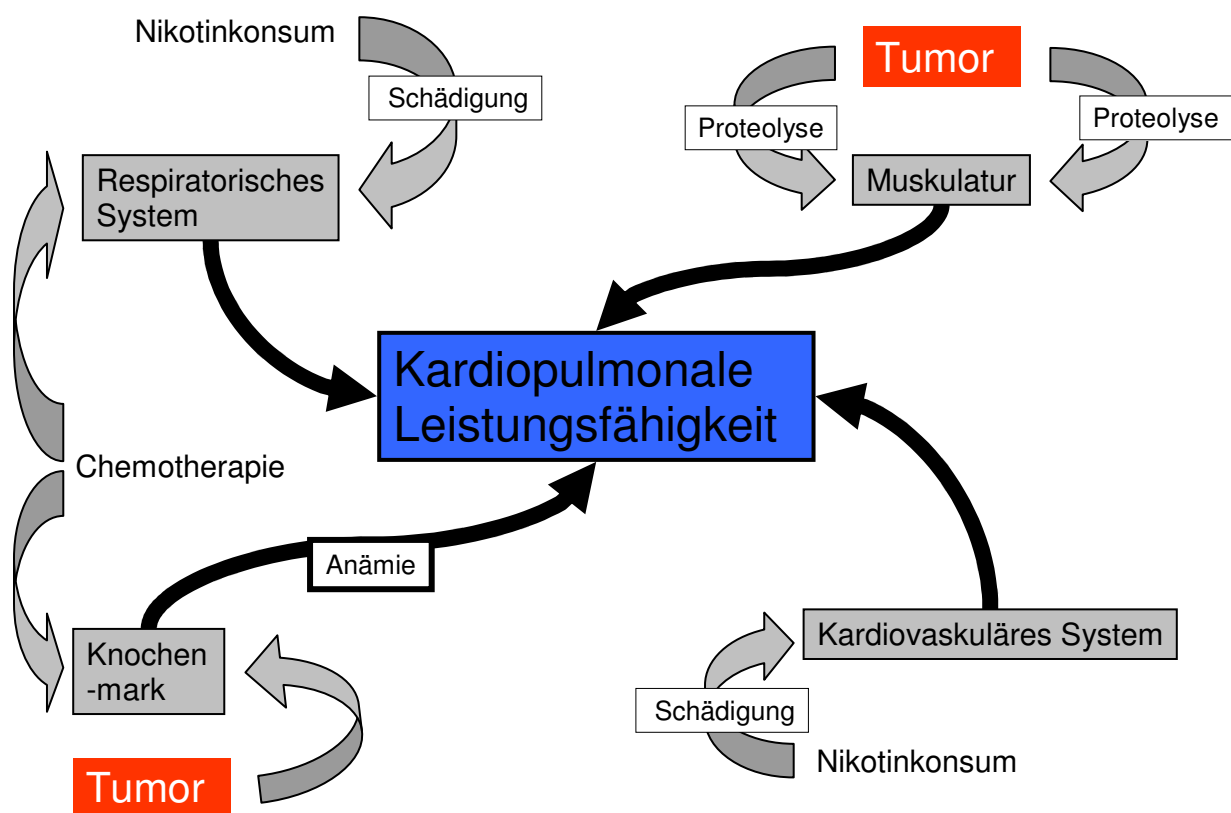 Nikotinkonsum
Tumor
Schädigung
Proteolyse
Proteolyse
Respiratorisches
System
Muskulatur
Kardiopulmonale
Leistungsfähigkeit
Chemotherapie
Anämie
Knochen
-mark
Kardiovaskuläres System
Schädigung
Nikotinkonsum
Tumor